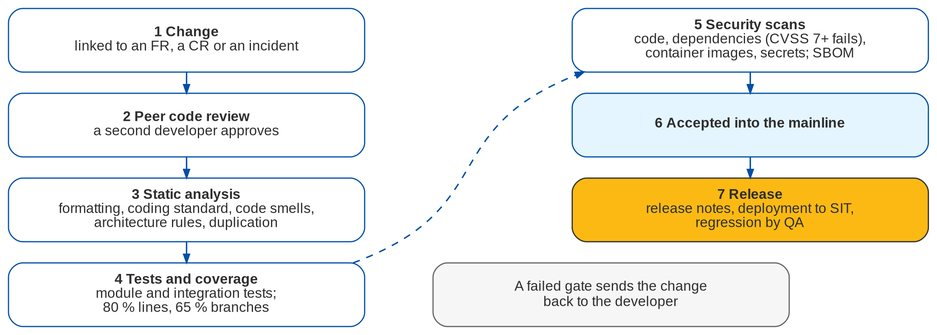 1 Change
linked to an FR, a CR or an incident
2 Peer code review
a second developer approves
3 Static analysis
formatting, coding standard, code smells,
architecture rules, duplication
4 Tests and coverage
module and integration tests;
80 % lines, 65 % branches
5 Security scans
code, dependencies (CVSS 7+ fails),
container images, secrets; SBOM
6 Accepted into the mainline
7 Release
release notes, deployment to SIT,
regression by QA
A failed gate sends the change
back to the developer